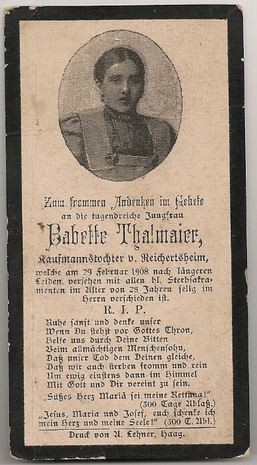 Zum frommen Andenken im Gebete
an die tugendreiche Jungfrau
Babette Thalmaier,
Kaufmannstochter v. Reichertsheim,
welche am 29 Februar 1908 nach längeren
Leiden, versehen mit allen hl. Sterbsakra-
menten im Alter von 28 Jahren selig im
Herrn verschieden ist.
R. I. P.
Ruhe sanft und denke unser
Wenn Du stehst vor Gottes Thron,
Helfe uns durch Deine Bitten
Beim allmächtigen Menschensohn,
Daß unser Tod dem Deinen gleiche,
Daß wir auch sterben fromm und rein
Um ewig einstens dann im Himmel
Mit Gott und Dir vereint zu sein.
"Süßes Herz Mariä sei meine Rettung!"
(300 Tage Ablaß.)
"Jesus, Maria und Josef, euch schenke ich
mein Herz und meine Seele!" (300 T. Abl.)
Druck von A. Lehner, Haag.